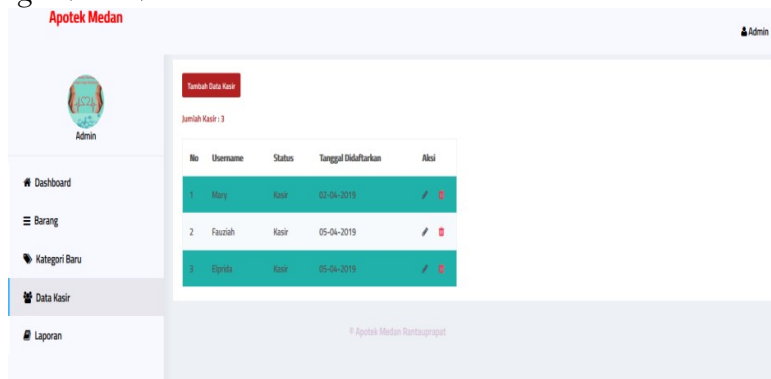 Apotek Medan
Admin
Admin
Dashboard
Barang
Kategori Baru
Data Kasir
Laporan
Tambah Data Kasir
Jumlah Kasir : 3
No Username Status Tanggal Didaftarkan Aksi
1 Mery Kasir 02-04-2019
2 Fauziah Kasir 05-04-2019
3 Elprida Kasir 05-04-2019
© Apotek Medan Rantauprapat